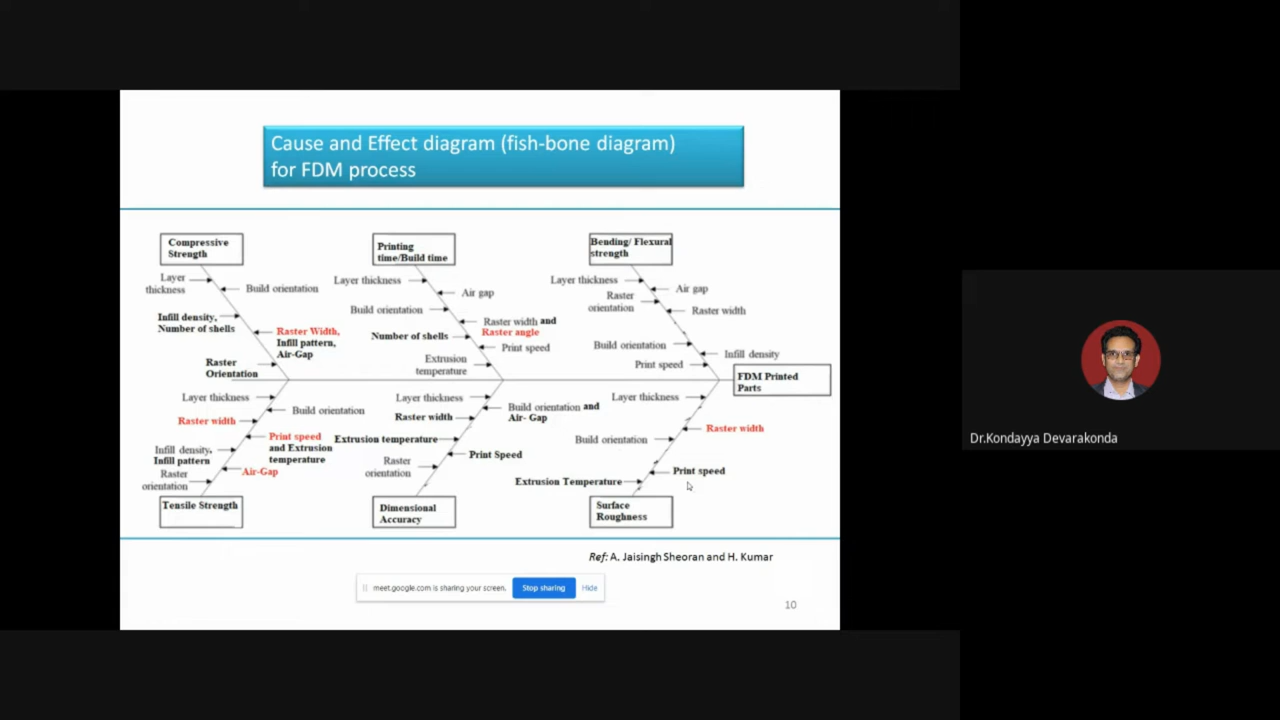 Cause and Effect diagram (fish-bone diagram)
for FDM process
Compressive
Strength
Layer
thickness
Build orientation
Infill density,
Number of shells
Raster Width,
Infill pattern,
Air-Gap
Raster
Orientation
Printing
time/Build time
Layer thickness
Air gap
Build orientation
Raster width and
Raster angle
Number of shells
Print speed
Extrusion
temperature
Bending/ Flexural
strength
Layer thickness
Air gap
Raster
orientation
Raster width
Build orientation
Infill density
Print speed
FDM Printed
Parts
Layer thickness
Build orientation
Raster width
Print speed
and Extrusion
temperature
Infill density,
Infill pattern
Air-Gap
Raster
orientation
Tensile Strength
Layer thickness
Build orientation and
Air- Gap
Raster width
Extrusion temperature
Print Speed
Raster
orientation
Dimensional
Accuracy
Layer thickness
Raster width
Build orientation
Print speed
Extrusion Temperature
Surface
Roughness
Ref: A. Jaisingh Sheoran and H. Kumar
meet.google.com is sharing your screen.
Stop sharing
Hide
10
Dr.Kondayya Devarakonda